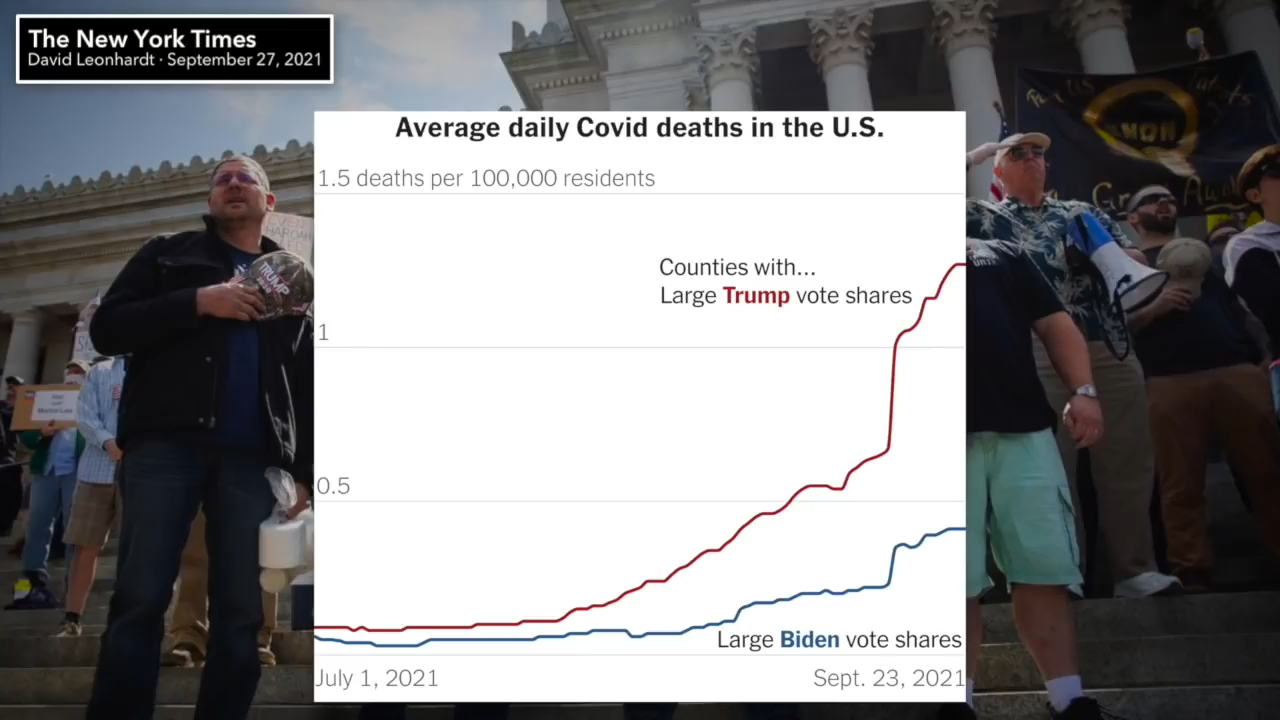 The New York Times
David Leonhardt · September 27, 2021
Average daily Covid deaths in the U.S.
1.5 deaths per 100,000 residents
Counties with...
Large Trump vote shares
1
0.5
Large Biden vote shares
July 1, 2021
Sept. 23, 2021
TRUMP